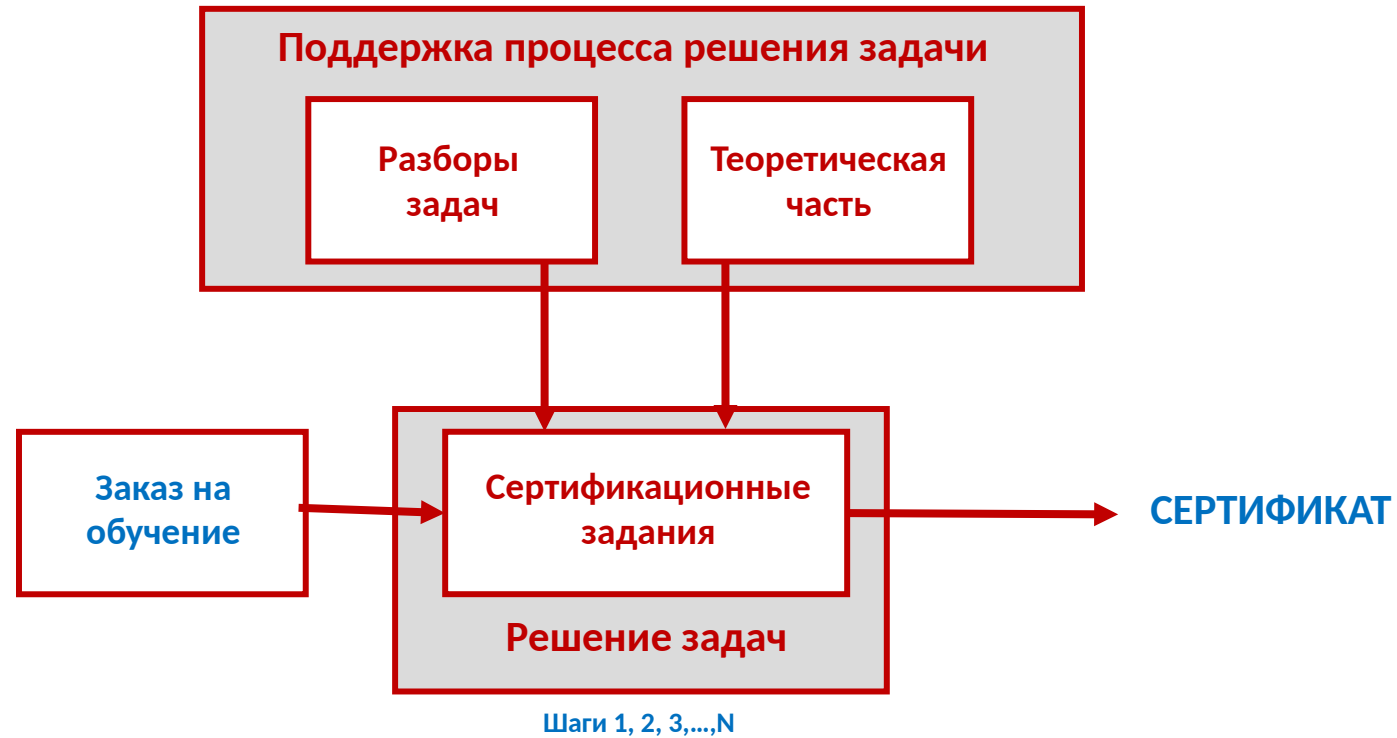 Поддержка процесса решения задачи
Разборы
задач
Теоретическая
часть
Заказ на
обучение
Сертификационные
задания
СЕРТИФИКАТ
Решение задач
Шаги 1, 2, 3,…,N